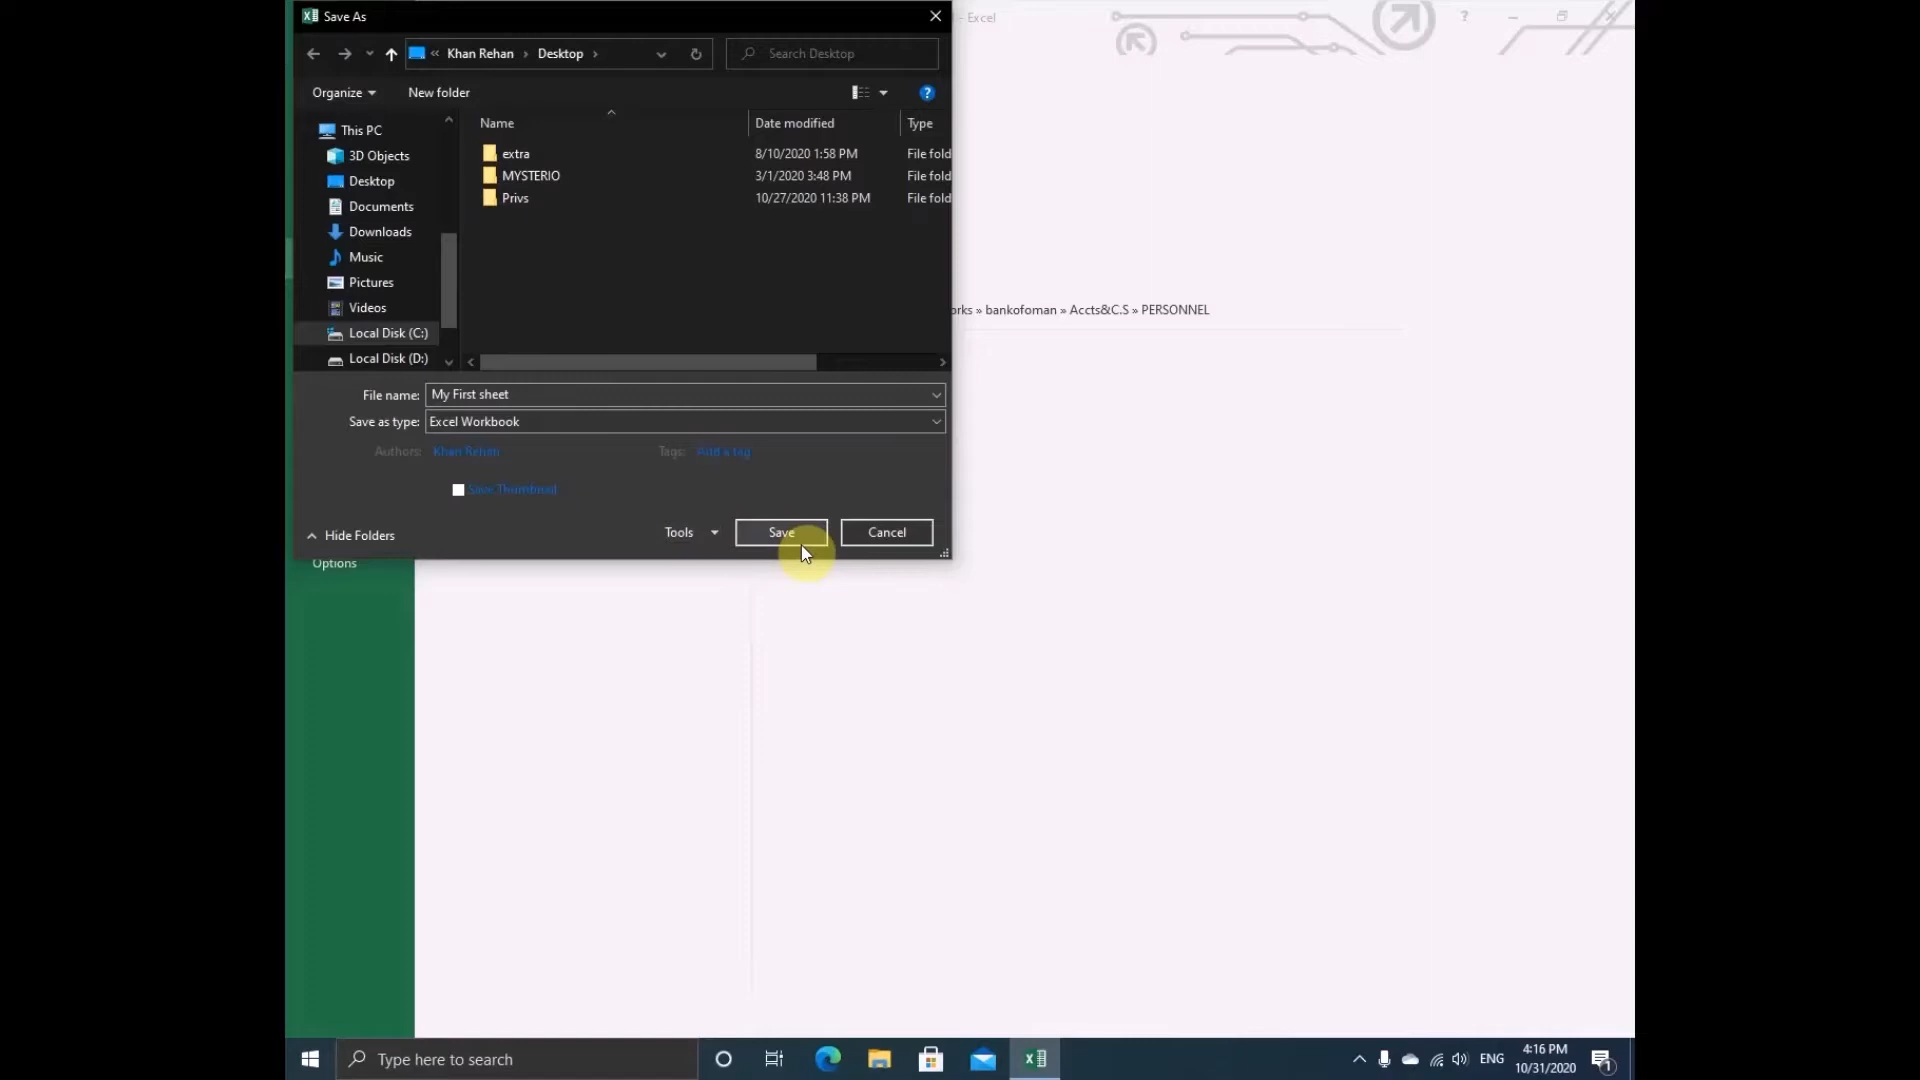 Save As
- Excel
?
« Khan Rehan > Desktop >
Search Desktop
Organize
New folder
?
Name
Date modified
Type
This PC
3D Objects
Desktop
Documents
Downloads
Music
Pictures
Videos
Local Disk (C:)
Local Disk (D:)
extra
8/10/2020 1:58 PM
File fold
MYSTERIO
3/1/2020 3:48 PM
File fold
Privs
10/27/2020 11:38 PM
File fold
orks » bankofoman » Accts&C.S » PERSONNEL
File name: My First sheet
Save as type: Excel Workbook
Authors: Khan Rehan
Tags: Add a tag
Save Thumbnail
Hide Folders
Tools
Save
Cancel
Options
Type here to search
ENG
4:16 PM
10/31/2020
1